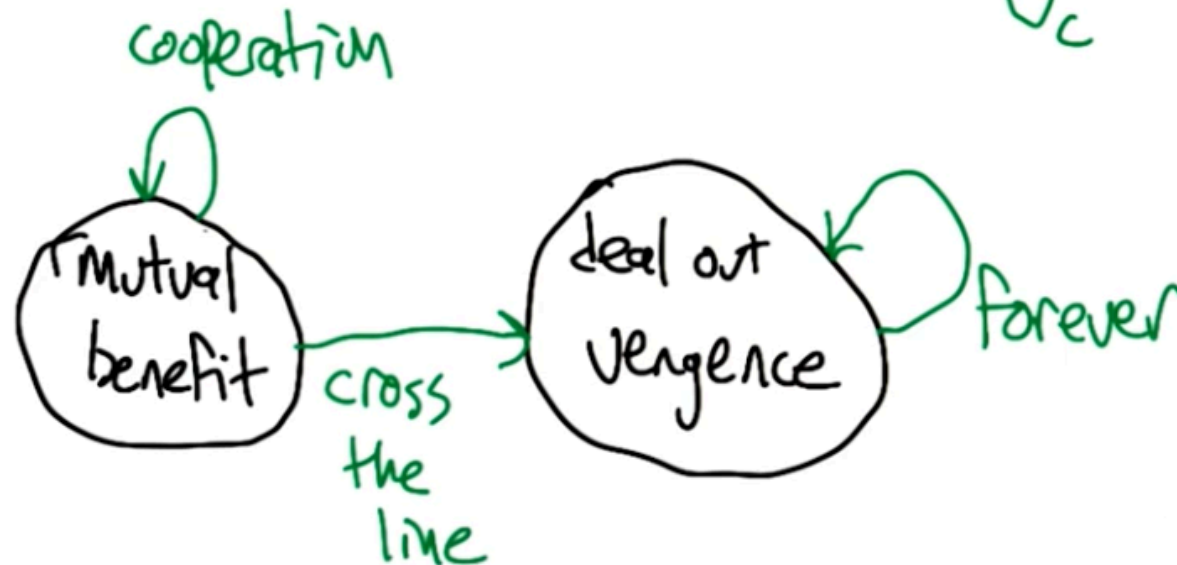 cooperation
c
mutual
benefit
deal out
vengence
forever
cross
the
line